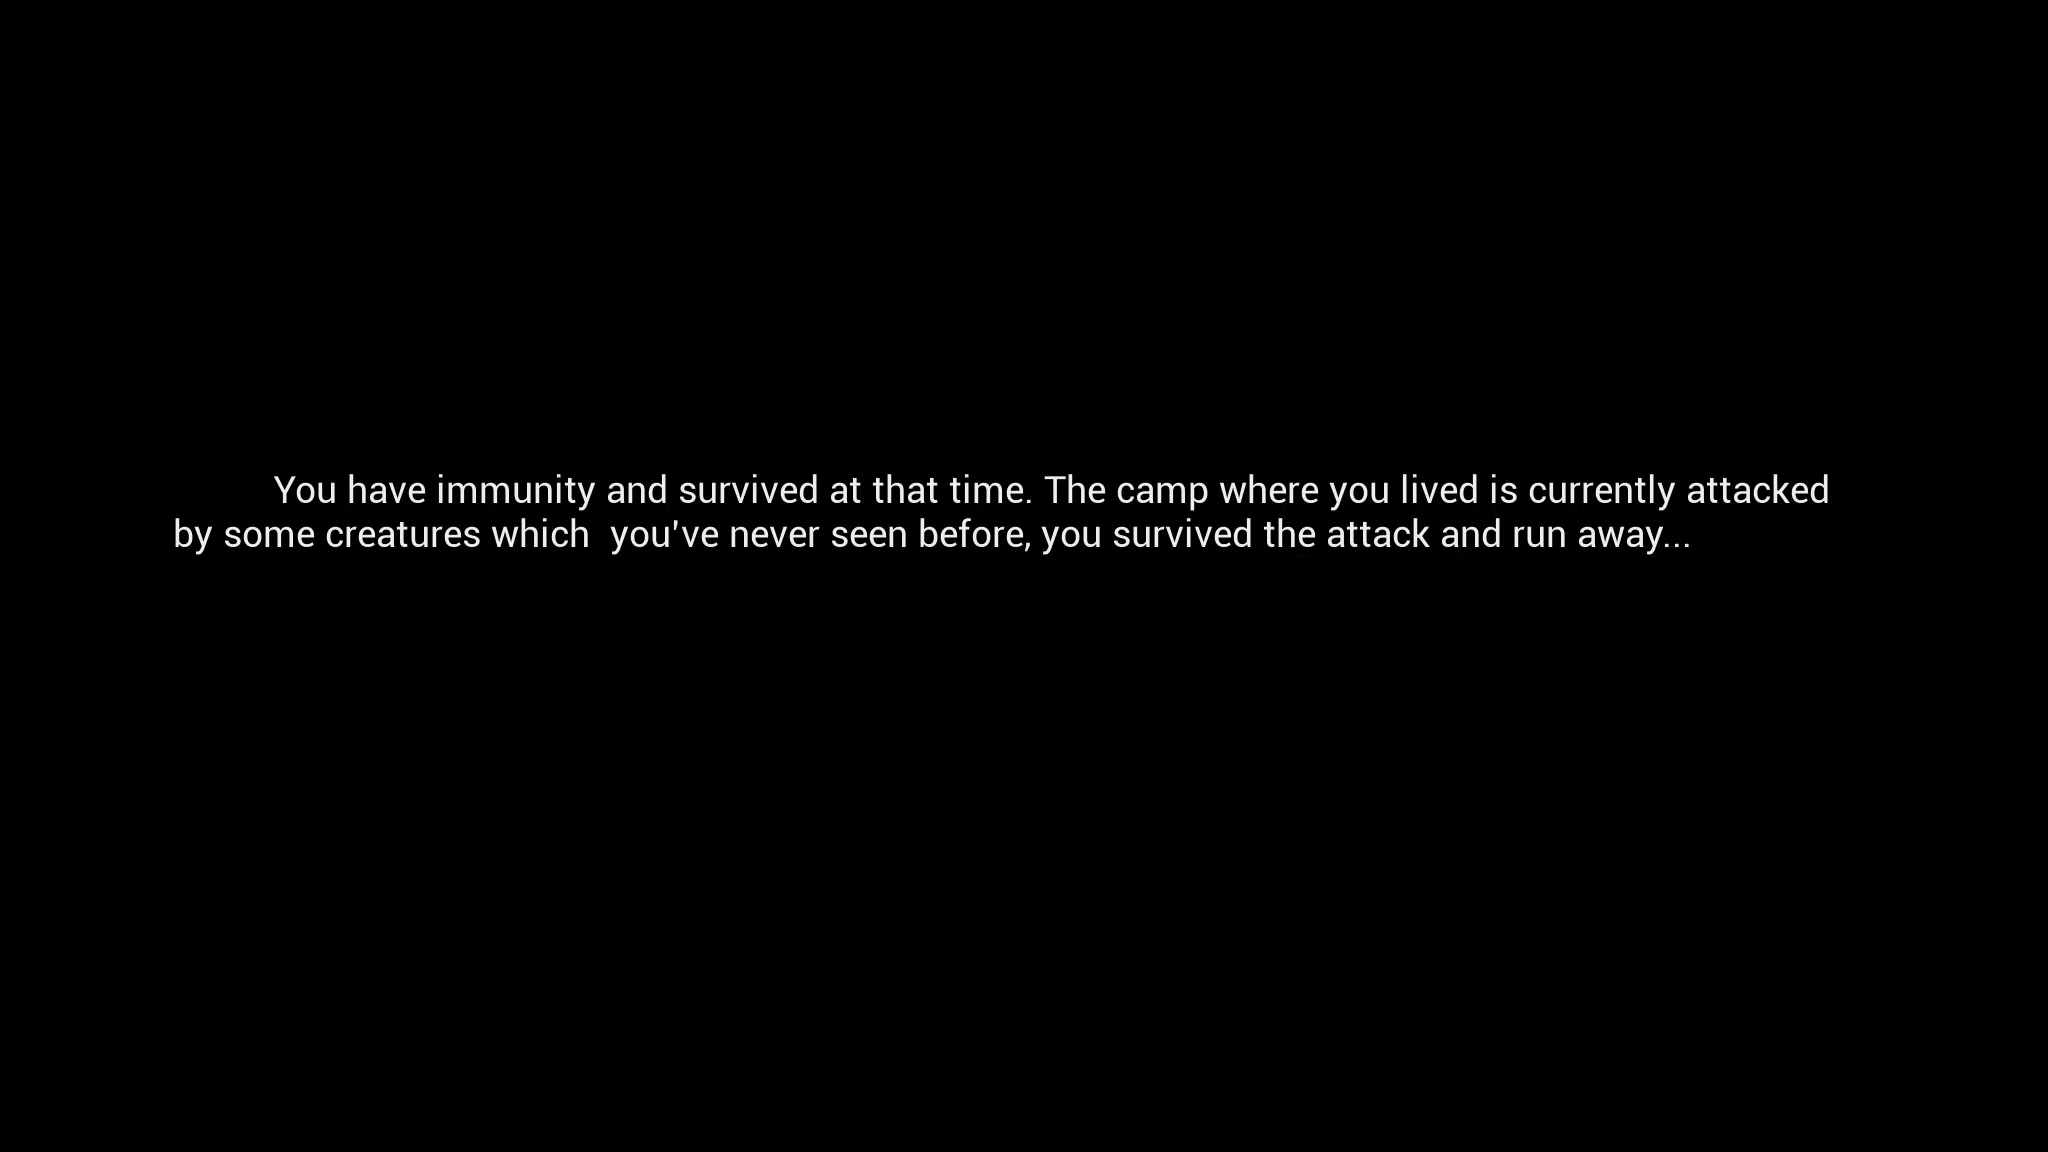 You have immunity and survived at that time. The camp where you lived is currently attacked
by some creatures which  you've never seen before, you survived the attack and run away...